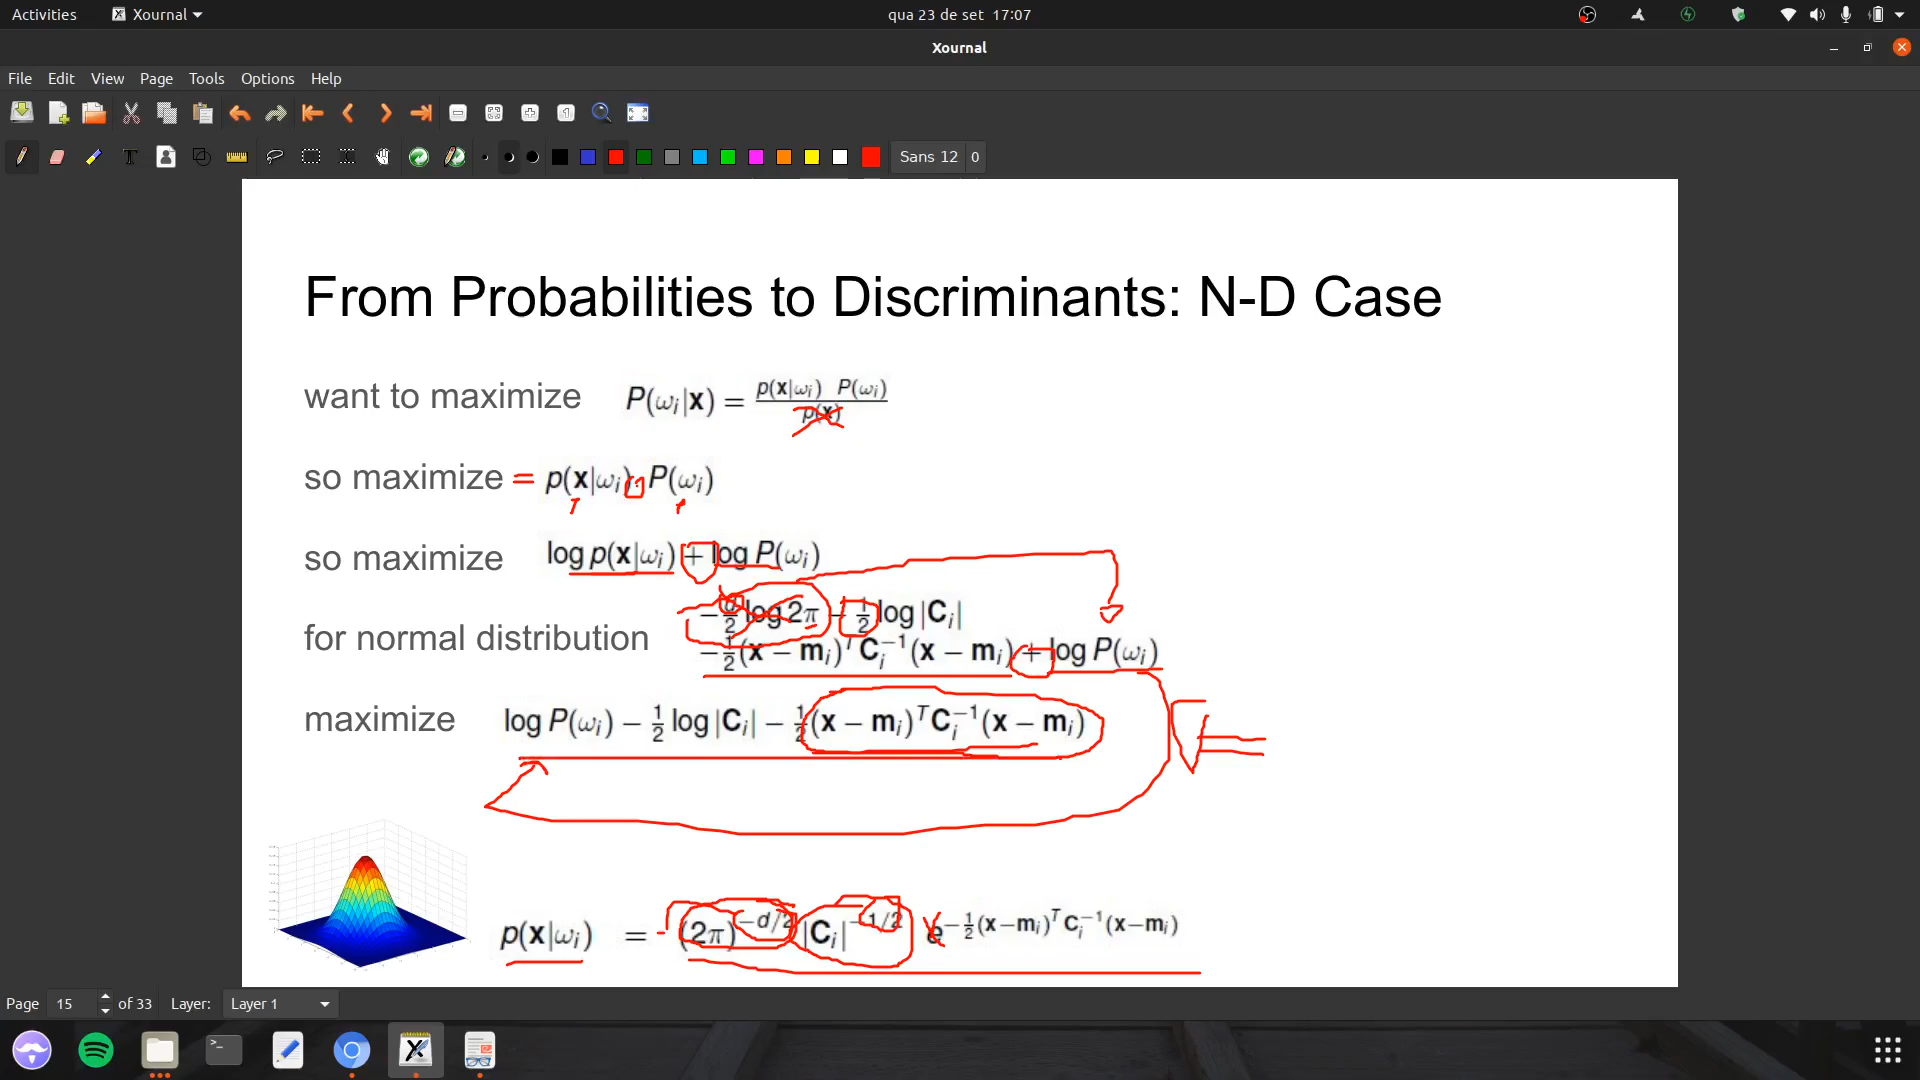 Activities Xournal qua 23 de set 17:07
Xournal
File Edit View Page Tools Options Help
Sans 12 0
From Probabilities to Discriminants: N-D Case
want to maximize P(ωᵢ|x) = p(x|ωᵢ) P(ωᵢ) / p(x)
so maximize = p(x|ωᵢ) · P(ωᵢ)
so maximize log p(x|ωᵢ) + log P(ωᵢ)
−d/2 log 2π − 1/2 log |Cᵢ|
for normal distribution
−1/2(x − mᵢ)ᵀ Cᵢ⁻¹(x − mᵢ) + log P(ωᵢ)
maximize log P(ωᵢ) − 1/2 log |Cᵢ| − 1/2(x − mᵢ)ᵀCᵢ⁻¹(x − mᵢ)
p(x|ωᵢ) = (2π)^−d/2 |Cᵢ|^−1/2 e^−1/2(x−mᵢ)ᵀCᵢ⁻¹(x−mᵢ)
Page 15 of 33 Layer: Layer 1